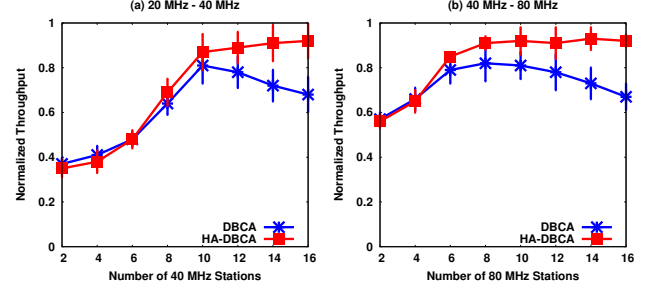 (a) 20 MHz - 40 MHz
Normalized Throughput
1
0.8
0.6
0.4
0.2
0
2 4 6 8 10 12 14 16
Number of 40 MHz Stations
DBCA
HA-DBCA
(b) 40 MHz - 80 MHz
Normalized Throughput
1
0.8
0.6
0.4
0.2
0
2 4 6 8 10 12 14 16
Number of 80 MHz Stations
DBCA
HA-DBCA